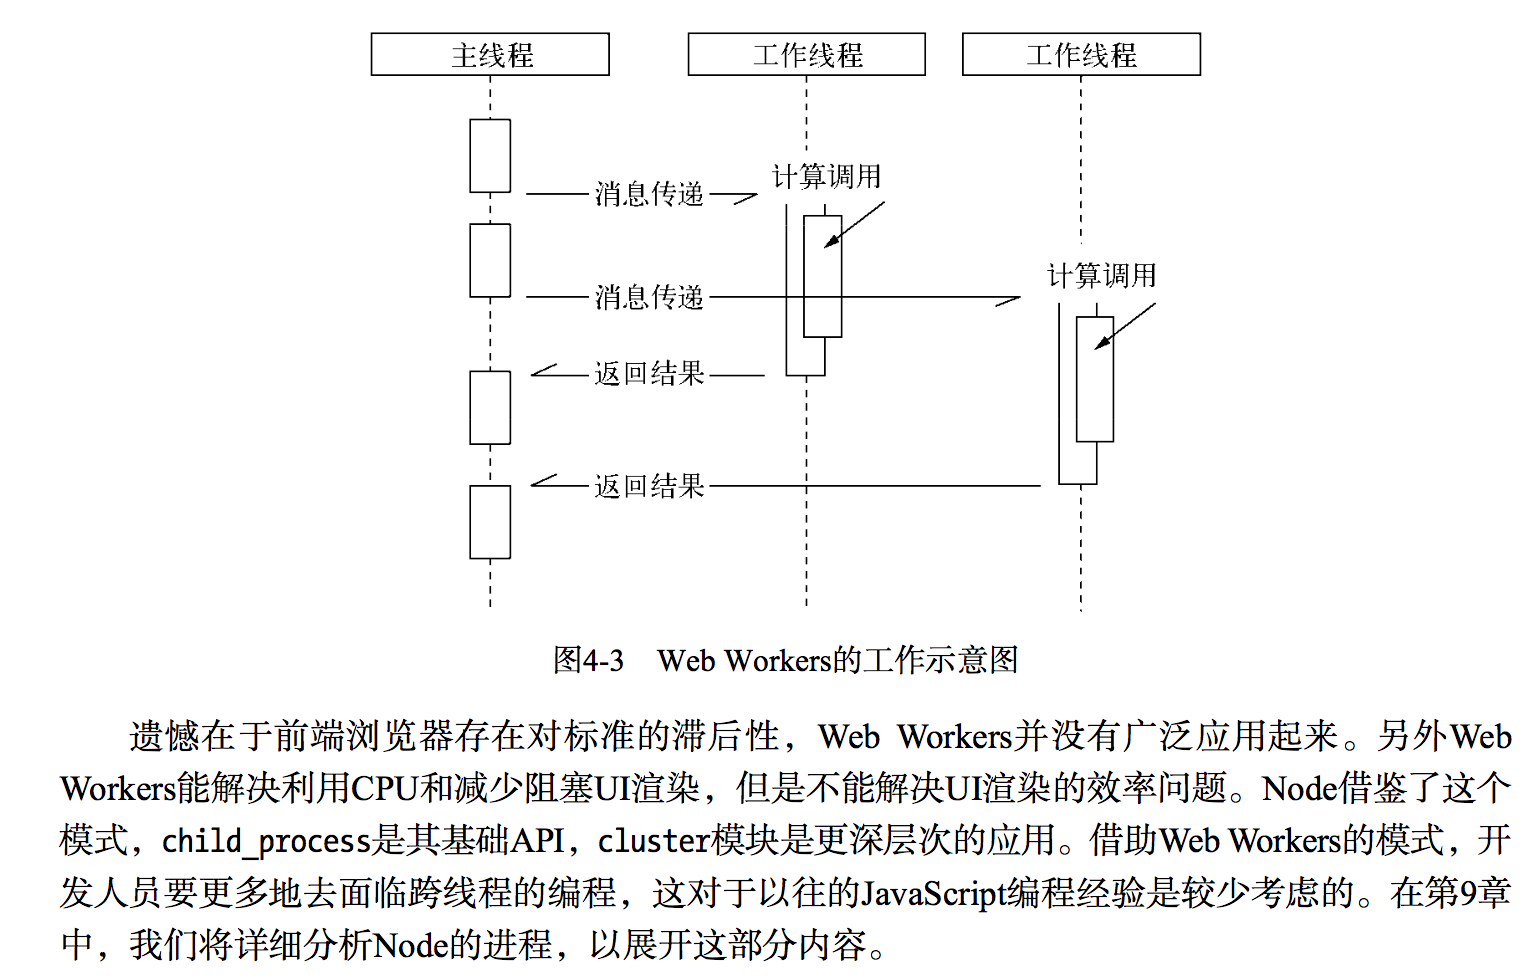 主线程 工作线程 工作线程
计算调用
消息传递
计算调用
消息传递
返回结果
返回结果
图4-3 Web Workers的工作示意图
遗憾在于前端浏览器存在对标准的滞后性，Web Workers并没有广泛应用起来。另外Web
Workers能解决利用CPU和减少阻塞UI渲染，但是不能解决UI渲染的效率问题。Node借鉴了这个
模式，child_process是其基础API，cluster模块是更深层次的应用。借助Web Workers的模式，开
发人员要更多地去面临跨线程的编程，这对于以往的JavaScript编程经验是较少考虑的。在第9章
中，我们将详细分析Node的进程，以展开这部分内容。